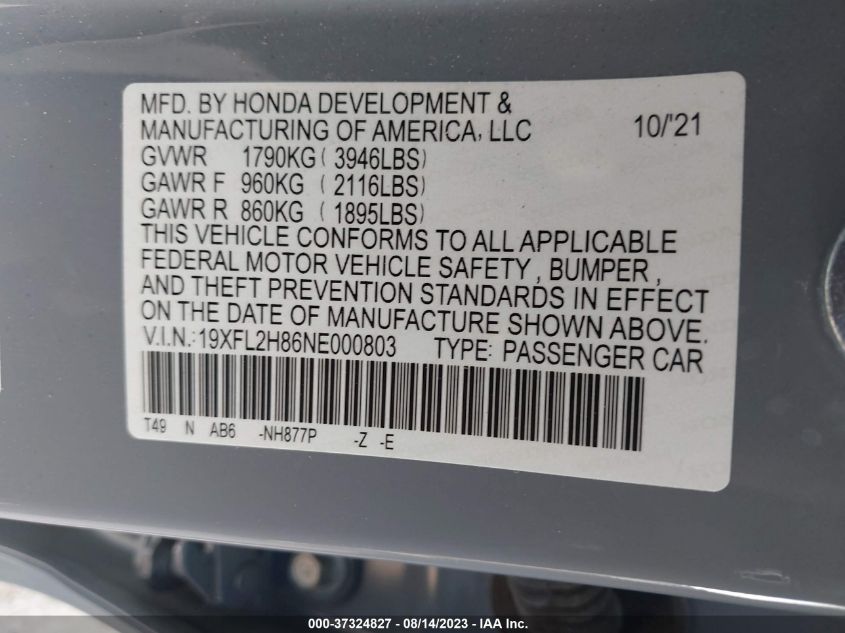 MFD. BY HONDA DEVELOPMENT &
MANUFACTURING OF AMERICA, LLC 10/'21
GVWR 1790KG ( 3946LBS)
GAWR F 960KG ( 2116LBS)
GAWR R 860KG ( 1895LBS)
THIS VEHICLE CONFORMS TO ALL APPLICABLE
FEDERAL MOTOR VEHICLE SAFETY , BUMPER ,
AND THEFT PREVENTION STANDARDS IN EFFECT
ON THE DATE OF MANUFACTURE SHOWN ABOVE.
V.I.N.:19XFL2H86NE000803 TYPE: PASSENGER CAR
T49 N AB6 -NH877P -Z -E
000-37324827 - 08/14/2023 - IAA Inc.